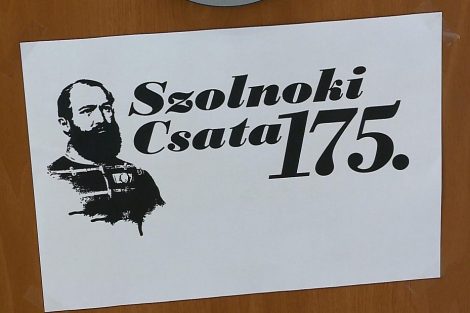 Szolnoki
Csata 175.